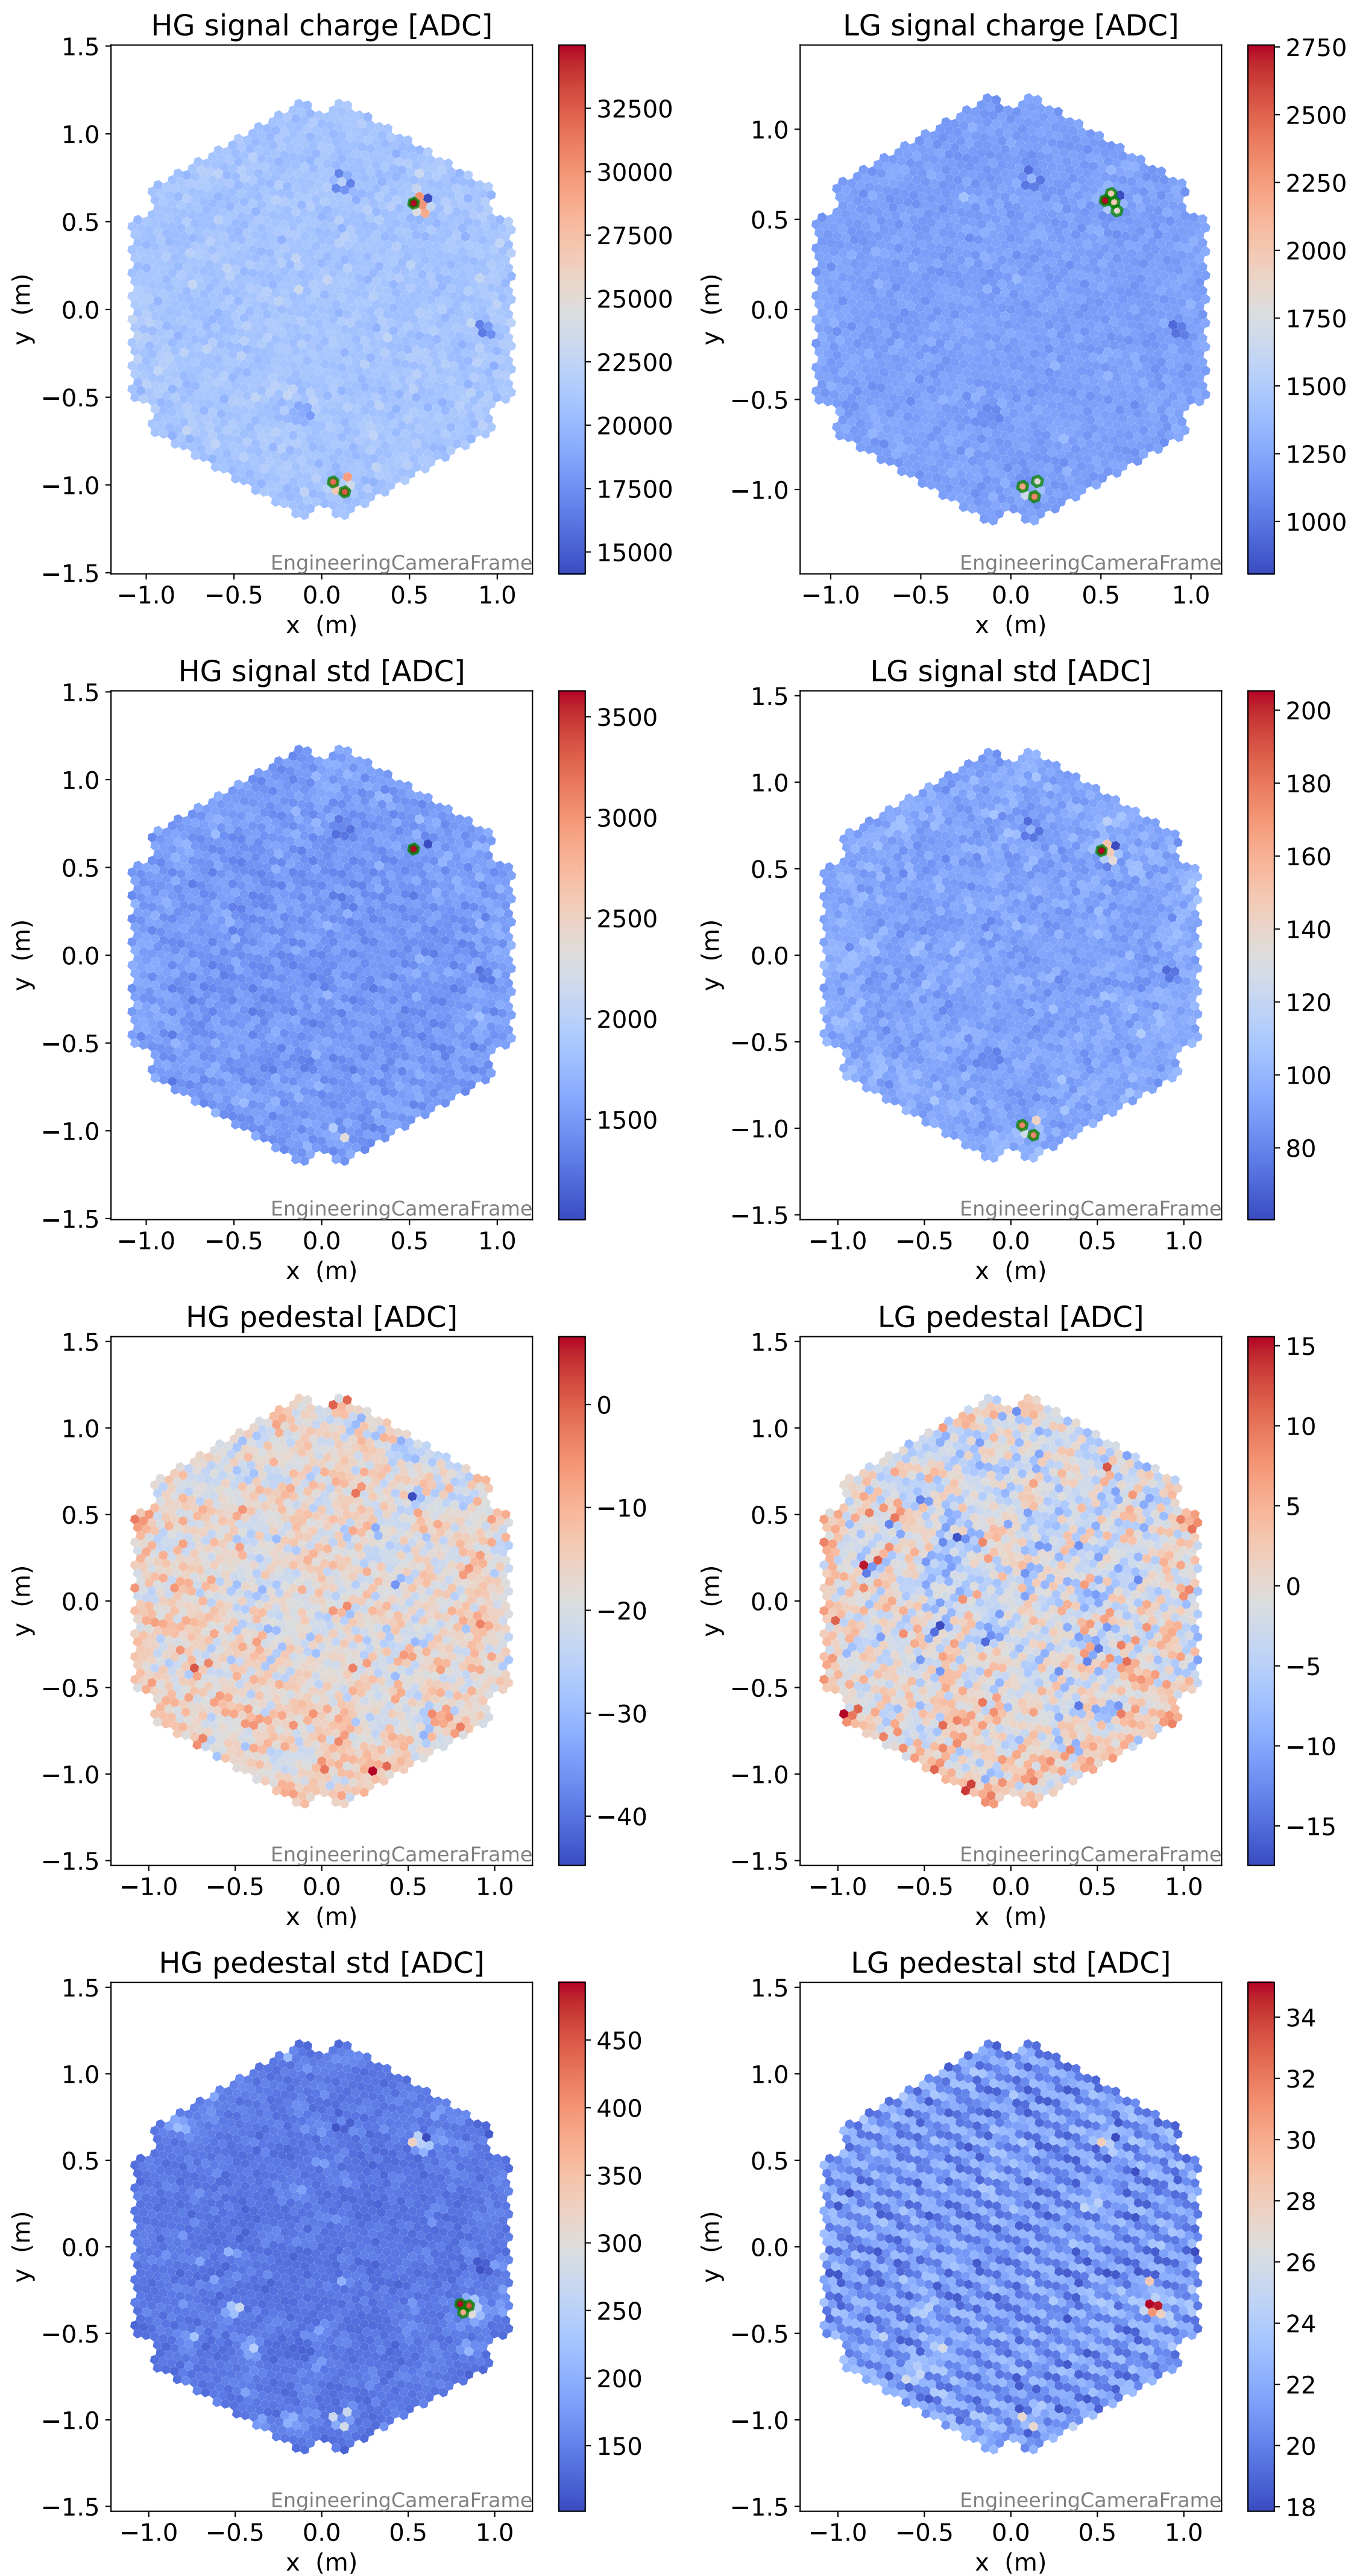 HG signal charge [ADC]
1.5
1.0
0.5
0.0
−0.5
−1.0
−1.5
y (m)
−1.0 −0.5 0.0 0.5 1.0
x (m)
EngineeringCameraFrame
32500
30000
27500
25000
22500
20000
17500
15000
LG signal charge [ADC]
1.0
0.5
0.0
−0.5
−1.0
y (m)
−1.0 −0.5 0.0 0.5 1.0
x (m)
EngineeringCameraFrame
2750
2500
2250
2000
1750
1500
1250
1000
HG signal std [ADC]
1.5
1.0
0.5
0.0
−0.5
−1.0
−1.5
y (m)
−1.0 −0.5 0.0 0.5 1.0
x (m)
EngineeringCameraFrame
3500
3000
2500
2000
1500
LG signal std [ADC]
1.5
1.0
0.5
0.0
−0.5
−1.0
−1.5
y (m)
−1.0 −0.5 0.0 0.5 1.0
x (m)
EngineeringCameraFrame
200
180
160
140
120
100
80
HG pedestal [ADC]
1.5
1.0
0.5
0.0
−0.5
−1.0
−1.5
y (m)
−1.0 −0.5 0.0 0.5 1.0
x (m)
EngineeringCameraFrame
0
−10
−20
−30
−40
LG pedestal [ADC]
1.5
1.0
0.5
0.0
−0.5
−1.0
−1.5
y (m)
−1.0 −0.5 0.0 0.5 1.0
x (m)
EngineeringCameraFrame
15
10
5
0
−5
−10
−15
HG pedestal std [ADC]
1.5
1.0
0.5
0.0
−0.5
−1.0
−1.5
y (m)
−1.0 −0.5 0.0 0.5 1.0
x (m)
EngineeringCameraFrame
450
400
350
300
250
200
150
LG pedestal std [ADC]
1.5
1.0
0.5
0.0
−0.5
−1.0
−1.5
y (m)
−1.0 −0.5 0.0 0.5 1.0
x (m)
EngineeringCameraFrame
34
32
30
28
26
24
22
20
18